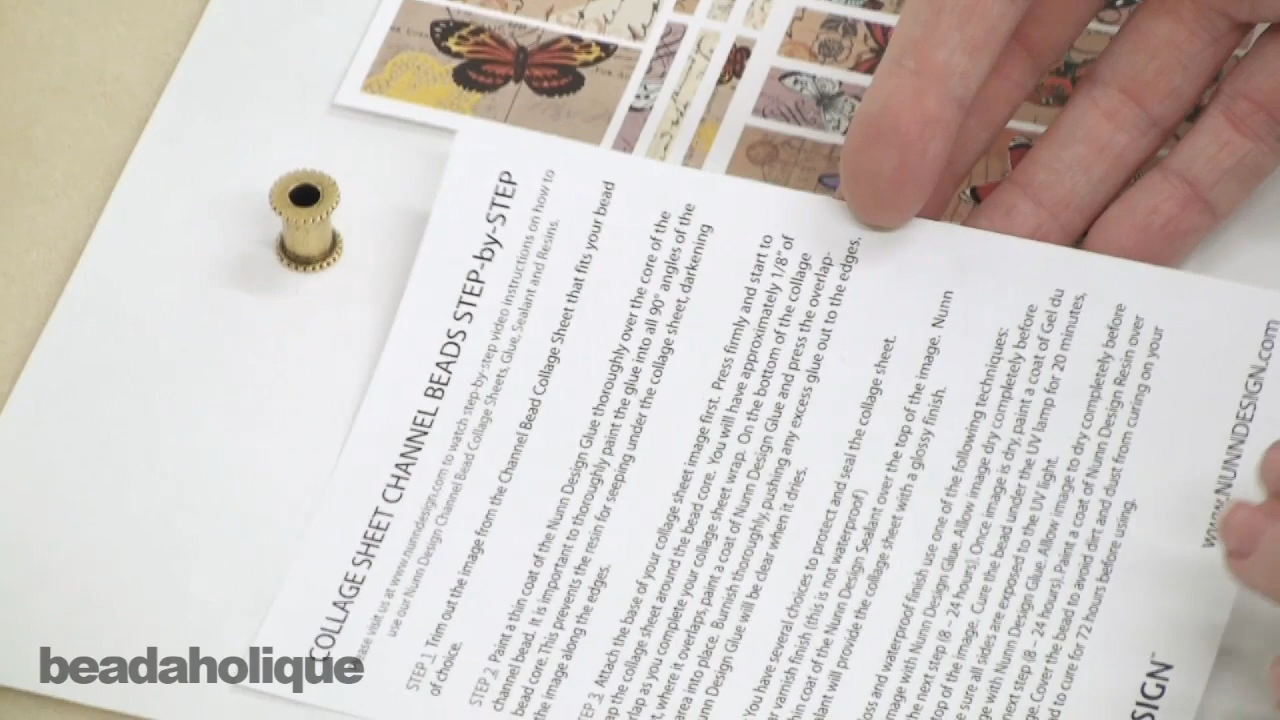 COLLAGE SHEET CHANNEL BEADS STEP-by-STEP
visit us at www.nunndesign.com to watch step-by-step video instructions on how to
use our Nunn Design Channel Bead Collage Sheets, Glue, Sealant and Resins.
STEP 1 Trim out the image from the Channel Bead Collage Sheet that fits your bead
of choice.
STEP 2 Paint a thin coat of the Nunn Design Glue thoroughly over the core of the
channel bead. It is important to thoroughly paint the glue into all 90° angles of the
bead core. This prevents the resin for seeping under the collage sheet, darkening
the image along the edges.
3 Attach the base of your collage sheet image first. Press firmly and start to
the collage sheet around the bead core. You will have approximately 1/8" of
as you complete your collage sheet wrap. On the bottom of the collage
where it overlaps, paint a coat of Nunn Design Glue and press the overlap-
area into place. Burnish thoroughly, pushing any excess glue out to the edges.
Design Glue will be clear when it dries.
You have several choices to protect and seal the collage sheet.
varnish finish (this is not waterproof)
coat of the Nunn Design Sealant over the top of the image. Nunn
will provide the collage sheet with a glossy finish.
and waterproof finish use one of the following techniques:
with Nunn Design Glue. Allow image dry completely before
next step (8 – 24 hours). Once image is dry, paint a coat of Gel du
of the image. Cure the bead under the UV lamp for 20 minutes,
sure all sides are exposed to the UV light.
with Nunn Design Glue. Allow image to dry completely before
next step (8 – 24 hours). Paint a coat of Nunn Design Resin over
Cover the bead to avoid dirt and dust from curing on your
to cure for 72 hours before using.
www.NUNNDESIGN.com
SIGN™
beadaholique